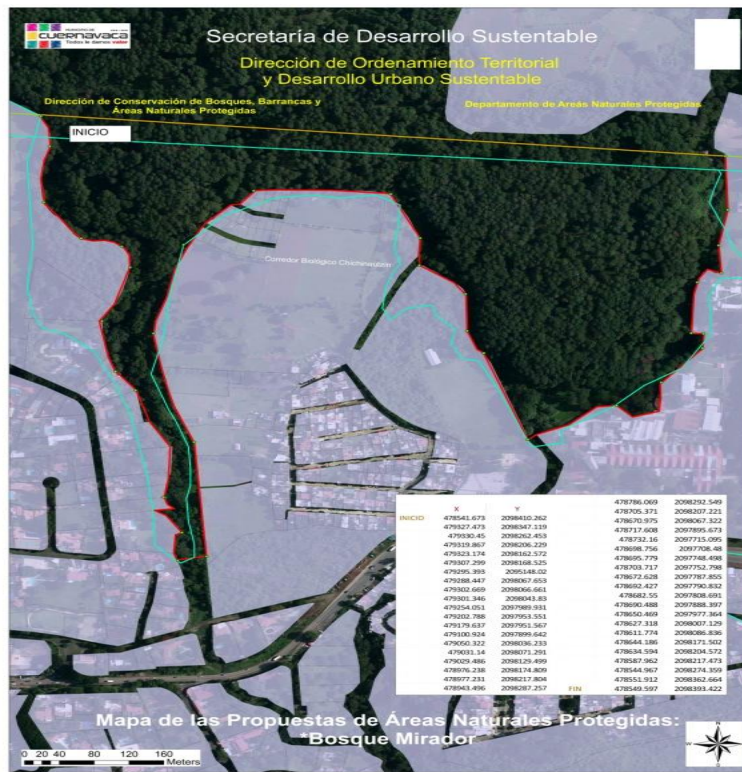 MUNICIPIO DE
CUERNAVACA
Todos le damos valor
Secretaría de Desarrollo Sustentable
Dirección de Ordenamiento Territorial
y Desarrollo Urbano Sustentable
Dirección de Conservación de Bosques, Barrancas y
Áreas Naturales Protegidas
Departamento de Areás Naturales Protegidas
INICIO
Corredor Biológico Chichinautzin
X Y
INICIO 478541.673 2098410.262
479327.473 2098347.119
479330.45 2098262.453
479319.867 2098206.229
479323.174 2098162.572
479307.299 2098168.525
479295.393 2095148.02
479288.447 2098067.653
479302.669 2098066.661
479301.346 2098043.83
479254.051 2097989.931
479202.788 2097953.551
479179.637 2097951.567
479100.924 2097899.642
479050.322 2098036.233
479031.14 2098071.291
479029.486 2098129.499
478976.238 2098174.809
478977.231 2098217.804
478943.496 2098287.257
478786.069 2098292.549
478705.371 2098207.221
478670.975 2098067.322
478717.608 2097895.673
478732.16 2097715.095
478698.756 2097708.48
478695.779 2097748.498
478703.717 2097752.798
478672.628 2097787.855
478692.427 2097790.832
478682.55 2097808.691
478690.488 2097888.397
478650.469 2097977.364
478627.318 2098007.129
478611.774 2098086.836
478644.186 2098171.502
478634.594 2098204.572
478587.962 2098217.473
478544.967 2098274.359
478551.912 2098362.664
FIN 478549.597 2098393.422
Mapa de las Propuestas de Áreas Naturales Protegidas:
*Bosque Mirador
0 20 40 80 120 160
Meters
N
W E
S